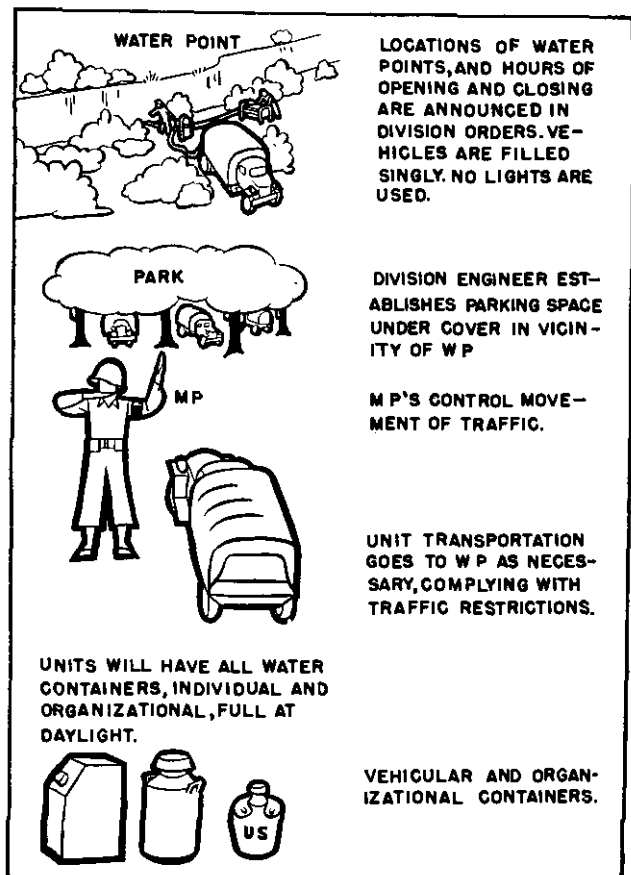 WATER POINT
LOCATIONS OF WATER
POINTS, AND HOURS OF
OPENING AND CLOSING
ARE ANNOUNCED IN
DIVISION ORDERS. VE-
HICLES ARE FILLED
SINGLY. NO LIGHTS ARE
USED.
PARK
DIVISION ENGINEER EST-
ABLISHES PARKING SPACE
UNDER COVER IN VICIN-
ITY OF WP
MP
MP'S CONTROL MOVE-
MENT OF TRAFFIC.
UNIT TRANSPORTATION
GOES TO WP AS NECES-
SARY, COMPLYING WITH
TRAFFIC RESTRICTIONS.
UNITS WILL HAVE ALL WATER
CONTAINERS, INDIVIDUAL AND
ORGANIZATIONAL, FULL AT
DAYLIGHT.
VEHICULAR AND ORGAN-
IZATIONAL CONTAINERS.
US